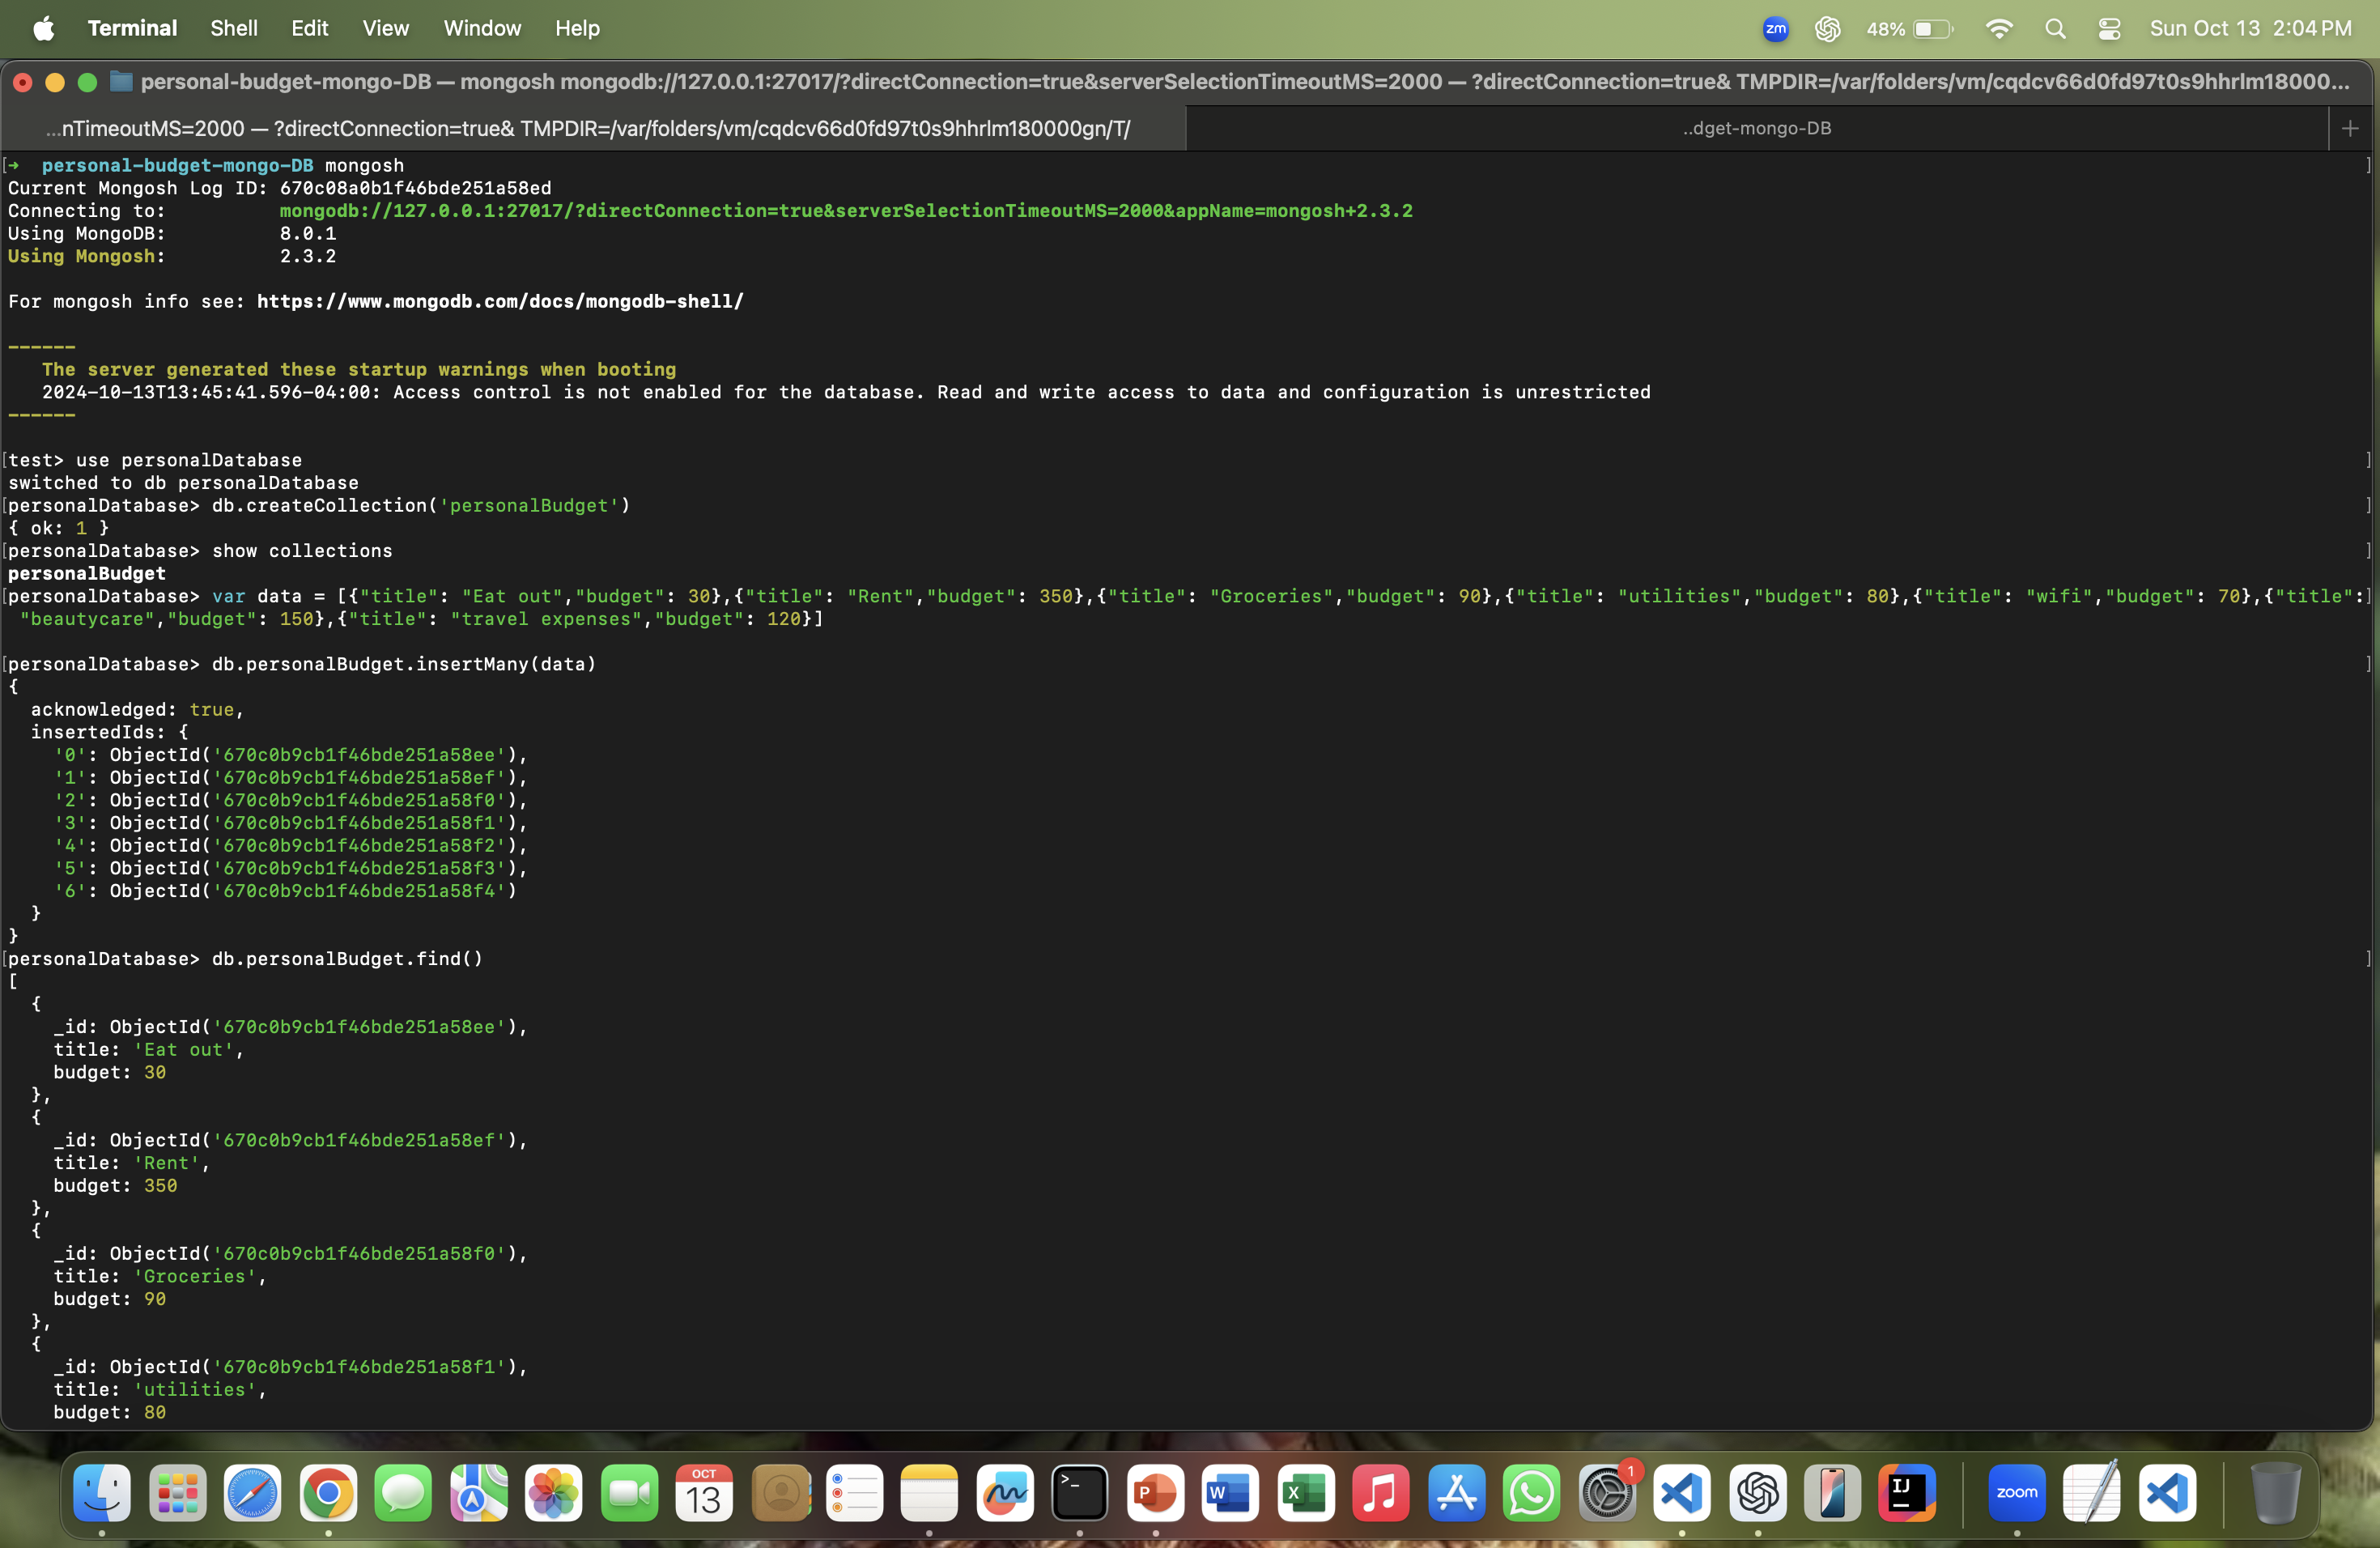 Terminal Shell Edit View Window Help zm 48% Sun Oct 13 2:04 PM
personal-budget-mongo-DB — mongosh mongodb://127.0.0.1:27017/?directConnection=true&serverSelectionTimeoutMS=2000 — ?directConnection=true& TMPDIR=/var/folders/vm/cqdcv66d0fd97t0s9hhrlm18000...
...nTimeoutMS=2000 — ?directConnection=true& TMPDIR=/var/folders/vm/cqdcv66d0fd97t0s9hhrlm180000gn/T/ ..dget-mongo-DB +
[→ personal-budget-mongo-DB mongosh ]
Current Mongosh Log ID: 670c08a0b1f46bde251a58ed
Connecting to: mongodb://127.0.0.1:27017/?directConnection=true&serverSelectionTimeoutMS=2000&appName=mongosh+2.3.2
Using MongoDB: 8.0.1
Using Mongosh: 2.3.2
For mongosh info see: https://www.mongodb.com/docs/mongodb-shell/
------
The server generated these startup warnings when booting
2024-10-13T13:45:41.596-04:00: Access control is not enabled for the database. Read and write access to data and configuration is unrestricted
------
[test> use personalDatabase ]
switched to db personalDatabase
[personalDatabase> db.createCollection('personalBudget') ]
{ ok: 1 }
[personalDatabase> show collections ]
personalBudget
[personalDatabase> var data = [{"title": "Eat out","budget": 30},{"title": "Rent","budget": 350},{"title": "Groceries","budget": 90},{"title": "utilities","budget": 80},{"title": "wifi","budget": 70},{"title":]
"beautycare","budget": 150},{"title": "travel expenses","budget": 120}]
[personalDatabase> db.personalBudget.insertMany(data) ]
{
acknowledged: true,
insertedIds: {
'0': ObjectId('670c0b9cb1f46bde251a58ee'),
'1': ObjectId('670c0b9cb1f46bde251a58ef'),
'2': ObjectId('670c0b9cb1f46bde251a58f0'),
'3': ObjectId('670c0b9cb1f46bde251a58f1'),
'4': ObjectId('670c0b9cb1f46bde251a58f2'),
'5': ObjectId('670c0b9cb1f46bde251a58f3'),
'6': ObjectId('670c0b9cb1f46bde251a58f4')
}
}
[personalDatabase> db.personalBudget.find() ]
[
{
_id: ObjectId('670c0b9cb1f46bde251a58ee'),
title: 'Eat out',
budget: 30
},
{
_id: ObjectId('670c0b9cb1f46bde251a58ef'),
title: 'Rent',
budget: 350
},
{
_id: ObjectId('670c0b9cb1f46bde251a58f0'),
title: 'Groceries',
budget: 90
},
{
_id: ObjectId('670c0b9cb1f46bde251a58f1'),
title: 'utilities',
budget: 80
OCT
13
>_
P
W
X
1
IJ
zoom